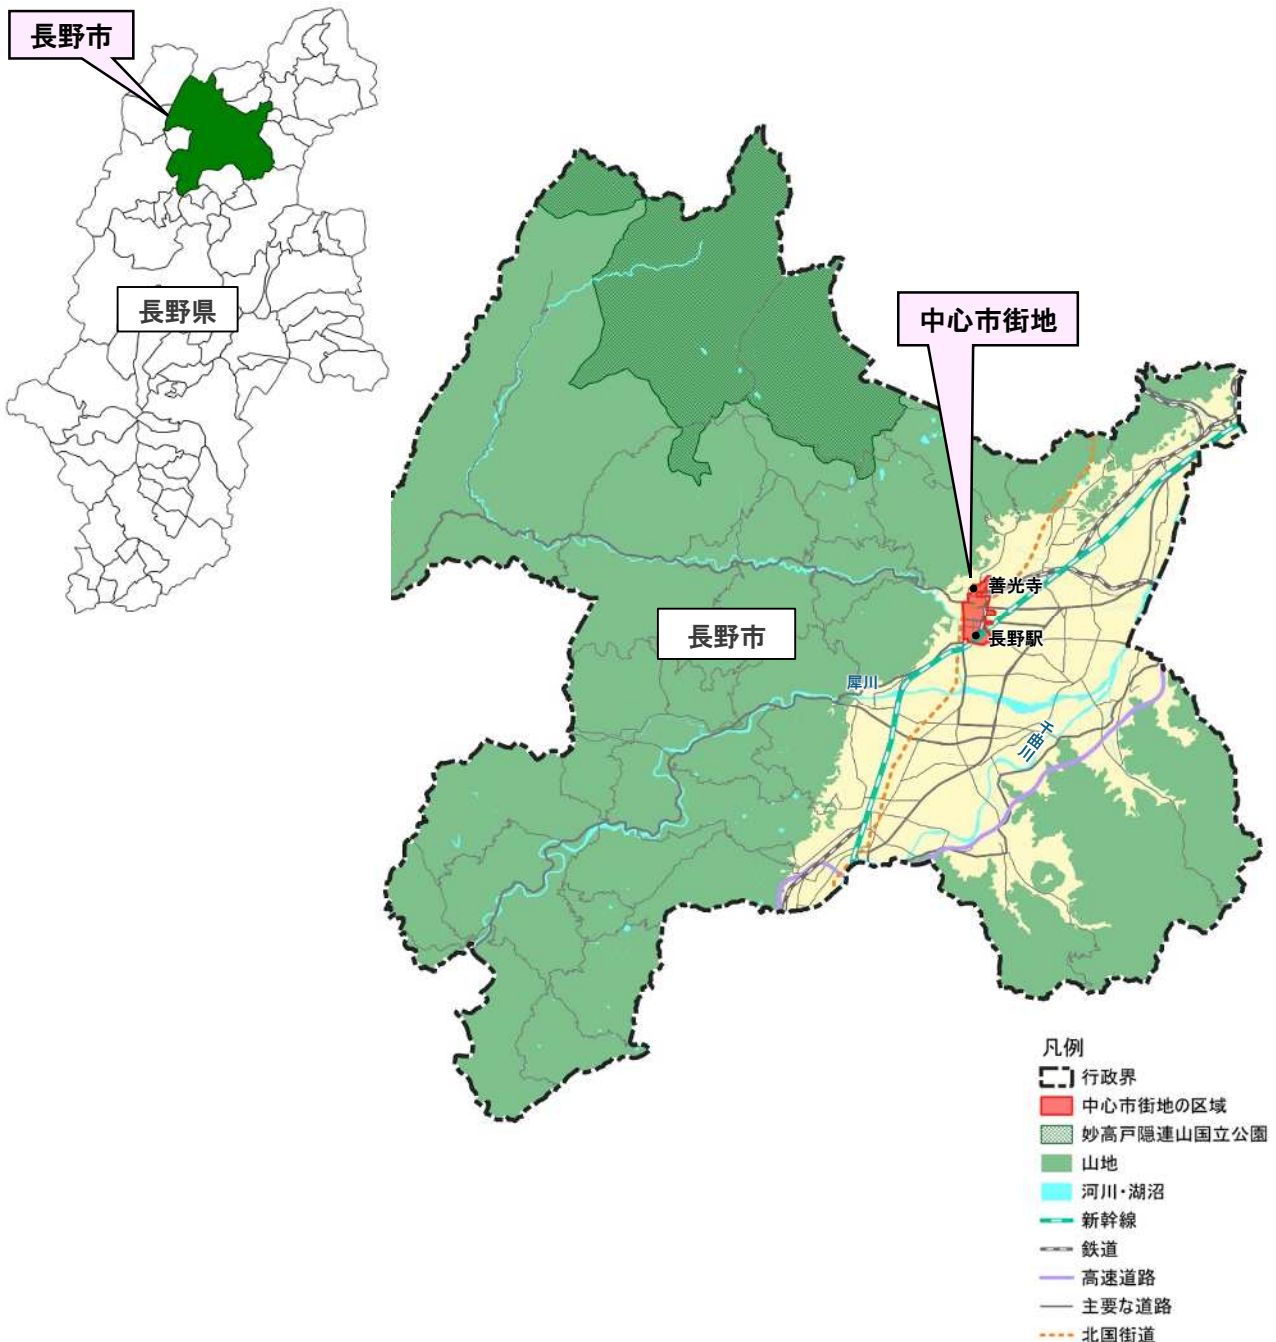 長野市
長野県
中心市街地
善光寺
長野市
長野駅
犀川
千曲川
凡例
行政界
中心市街地の区域
妙高戸隠連山国立公園
山地
河川・湖沼
新幹線
鉄道
高速道路
主要な道路
北国街道